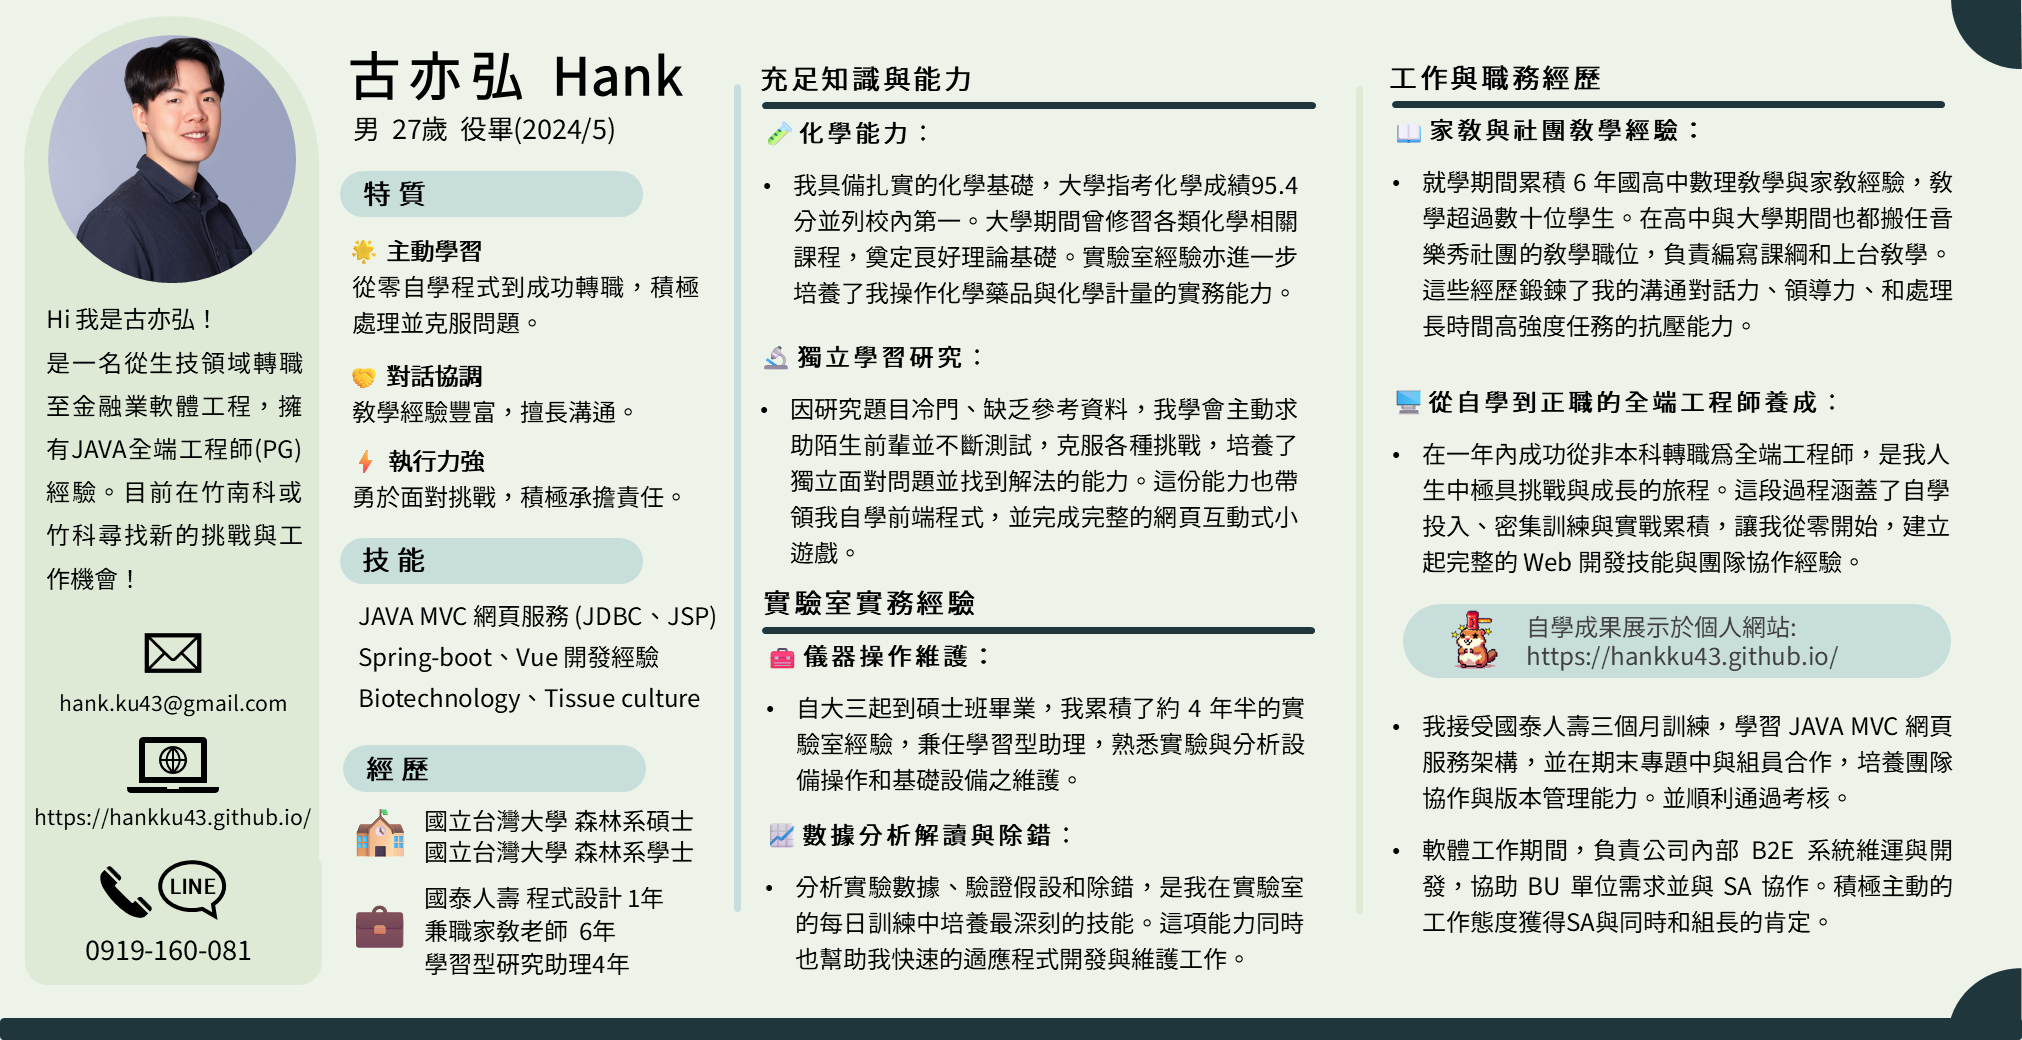 Hi 我是古亦弘！
是一名從生技領域轉職
至金融業軟體工程，擁
有JAVA全端工程師(PG)
經驗。目前在竹南科或
竹科尋找新的挑戰與工
作機會！
hank.ku43@gmail.com
https://hankku43.github.io/
LINE
0919-160-081
古亦弘 Hank
男 27歲 役畢(2024/5)
特質
主動學習
從零自學程式到成功轉職，積極
處理並克服問題。
對話協調
教學經驗豐富，擅長溝通。
執行力強
勇於面對挑戰，積極承擔責任。
技能
JAVA MVC 網頁服務 (JDBC、JSP)
Spring-boot、Vue 開發經驗
Biotechnology、Tissue culture
經歷
國立台灣大學 森林系碩士
國立台灣大學 森林系學士
國泰人壽 程式設計 1年
兼職家教老師 6年
學習型研究助理4年
充足知識與能力
化學能力：
• 我具備扎實的化學基礎，大學指考化學成績95.4
分並列校內第一。大學期間曾修習各類化學相關
課程，奠定良好理論基礎。實驗室經驗亦進一步
培養了我操作化學藥品與化學計量的實務能力。
獨立學習研究：
• 因研究題目冷門、缺乏參考資料，我學會主動求
助陌生前輩並不斷測試，克服各種挑戰，培養了
獨立面對問題並找到解法的能力。這份能力也帶
領我自學前端程式，並完成完整的網頁互動式小
遊戲。
實驗室實務經驗
儀器操作維護：
• 自大三起到碩士班畢業，我累積了約 4 年半的實
驗室經驗，兼任學習型助理，熟悉實驗與分析設
備操作和基礎設備之維護。
數據分析解讀與除錯：
• 分析實驗數據、驗證假設和除錯，是我在實驗室
的每日訓練中培養最深刻的技能。這項能力同時
也幫助我快速的適應程式開發與維護工作。
工作與職務經歷
家教與社團教學經驗：
• 就學期間累積 6 年國高中數理教學與家教經驗，教
學超過數十位學生。在高中與大學期間也都搬任音
樂秀社團的教學職位，負責編寫課綱和上台教學。
這些經歷鍛鍊了我的溝通對話力、領導力、和處理
長時間高強度任務的抗壓能力。
從自學到正職的全端工程師養成：
• 在一年內成功從非本科轉職為全端工程師，是我人
生中極具挑戰與成長的旅程。這段過程涵蓋了自學
投入、密集訓練與實戰累積，讓我從零開始，建立
起完整的 Web 開發技能與團隊協作經驗。
自學成果展示於個人網站:
https://hankku43.github.io/
• 我接受國泰人壽三個月訓練，學習 JAVA MVC 網頁
服務架構，並在期末專題中與組員合作，培養團隊
協作與版本管理能力。並順利通過考核。
• 軟體工作期間，負責公司內部 B2E 系統維運與開
發，協助 BU 單位需求並與 SA 協作。積極主動的
工作態度獲得SA與同時和組長的肯定。